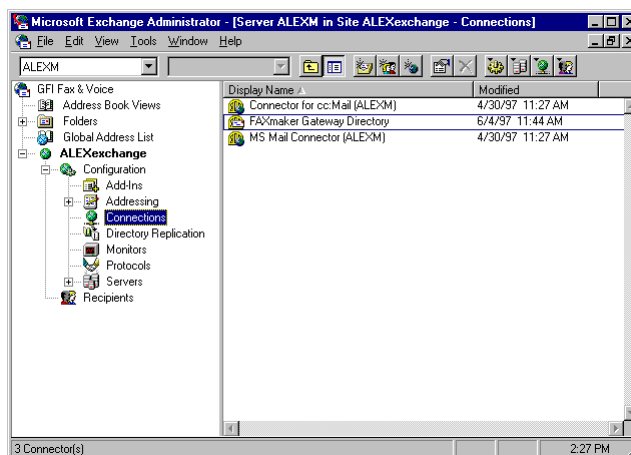 Microsoft Exchange Administrator - [Server ALEXM in Site ALEXexchange - Connections]
File Edit View Tools Window Help
ALEXM
GFI Fax & Voice
Address Book Views
Folders
Global Address List
ALEXexchange
Configuration
Add-Ins
Addressing
Connections
Directory Replication
Monitors
Protocols
Servers
Recipients
Display Name Modified
Connector for cc:Mail (ALEXM) 4/30/97 11:27 AM
FAXmaker Gateway Directory 6/4/97 11:44 AM
MS Mail Connector (ALEXM) 4/30/97 11:27 AM
3 Connector(s) 2:27 PM